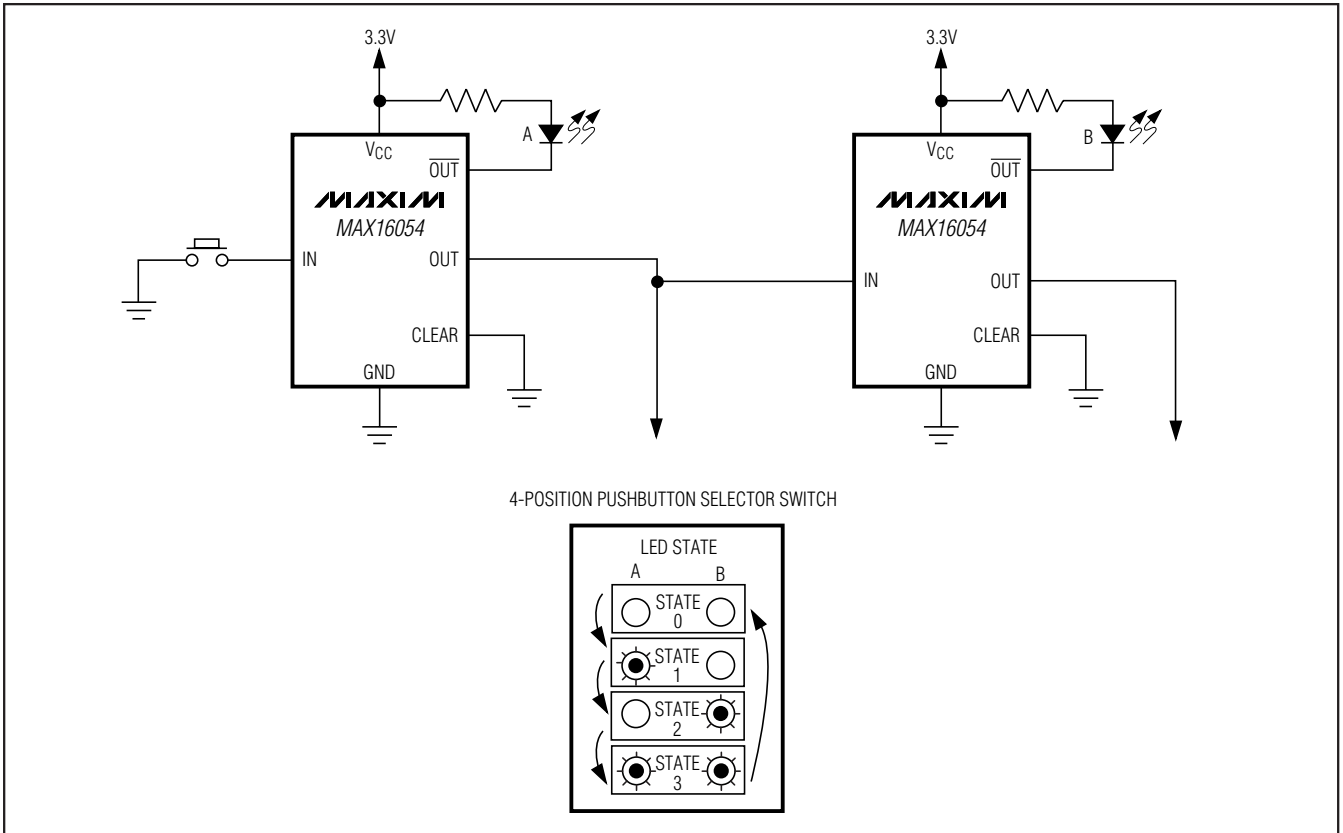 3.3V
3.3V
A
B
VCC
VCC
OUT
OUT
MAXIM
MAXIM
MAX16054
MAX16054
IN
OUT
IN
OUT
CLEAR
CLEAR
GND
GND
4-POSITION PUSHBUTTON SELECTOR SWITCH
LED STATE
A B
STATE
0
STATE
1
STATE
2
STATE
3